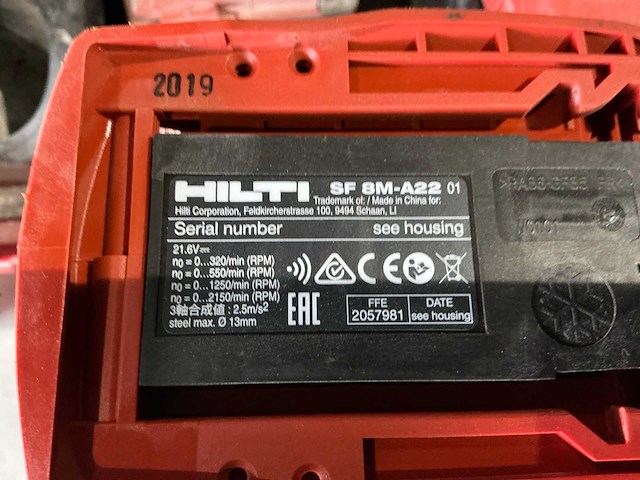 2019
HILTI SF 8M-A22 01
Trademark of: / Made in China for:
Hilti Corporation, Feldkircherstrasse 100, 9494 Schaan, LI
Serial number see housing
21.6V⎓
n₀ = 0...320/min (RPM)
n₀ = 0...550/min (RPM)
n₀ = 0...1250/min (RPM)
n₀ = 0...2150/min (RPM)
3軸合成値 : 2.5m/s²
steel max. Ø 13mm
CE
EAC
FFE
2057981
DATE
see housing